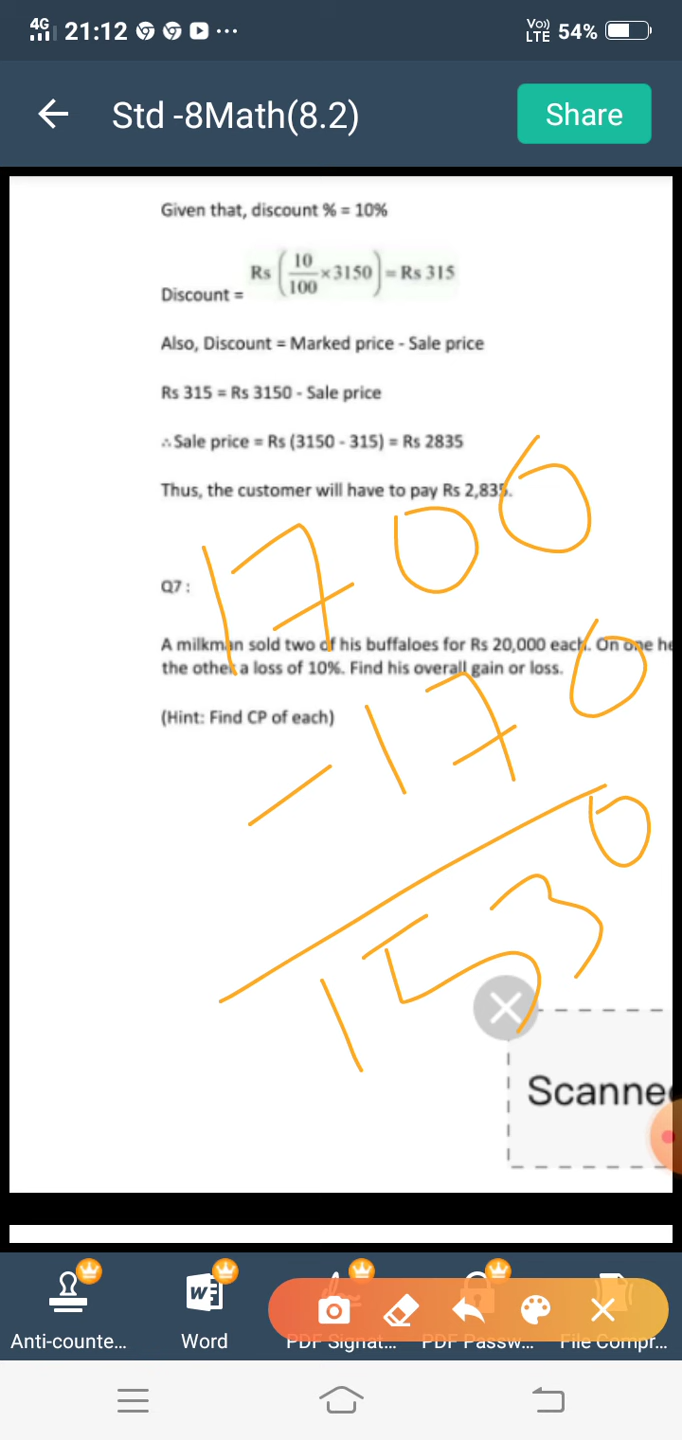 4G 21:12 ... Vo)) LTE 54%
Std -8Math(8.2)
Share
Given that, discount % = 10%
Discount = Rs (10/100 ×3150) = Rs 315
Also, Discount = Marked price - Sale price
Rs 315 = Rs 3150 - Sale price
∴ Sale price = Rs (3150 - 315) = Rs 2835
Thus, the customer will have to pay Rs 2,835.
1700
Q7 :
A milkman sold two of his buffaloes for Rs 20,000 each. On one he
the other a loss of 10%. Find his overall gain or loss.
(Hint: Find CP of each)
- 170
1530
Scanne
Anti-counte...
Word
PDF Signat...
PDF Passw...
File Compr...